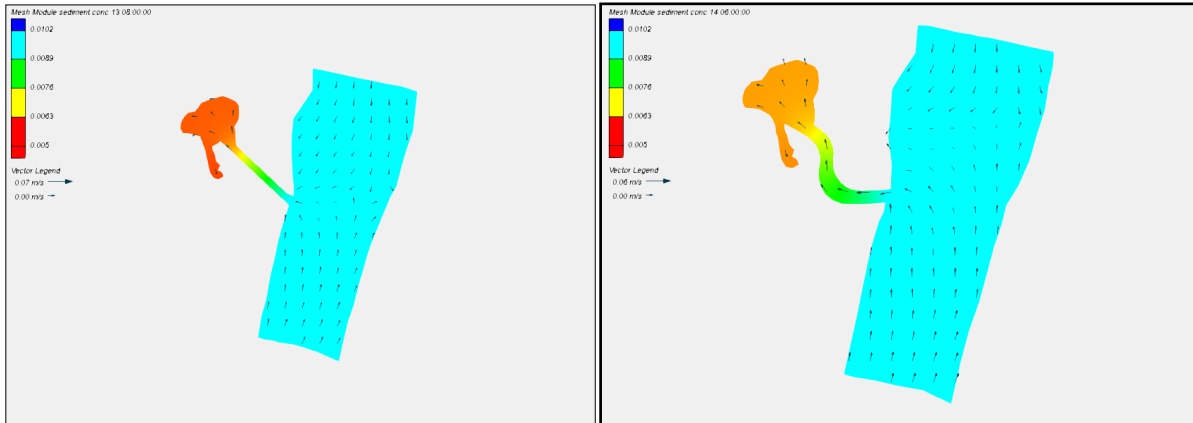 Mesh Module sediment conc 13 08:00:00
0.0102
0.0089
0.0076
0.0063
0.005
Vector Legend
0.07 m/s
0.00 m/s
Mesh Module sediment conc 14 06:00:00
0.0102
0.0089
0.0076
0.0063
0.005
Vector Legend
0.06 m/s
0.00 m/s